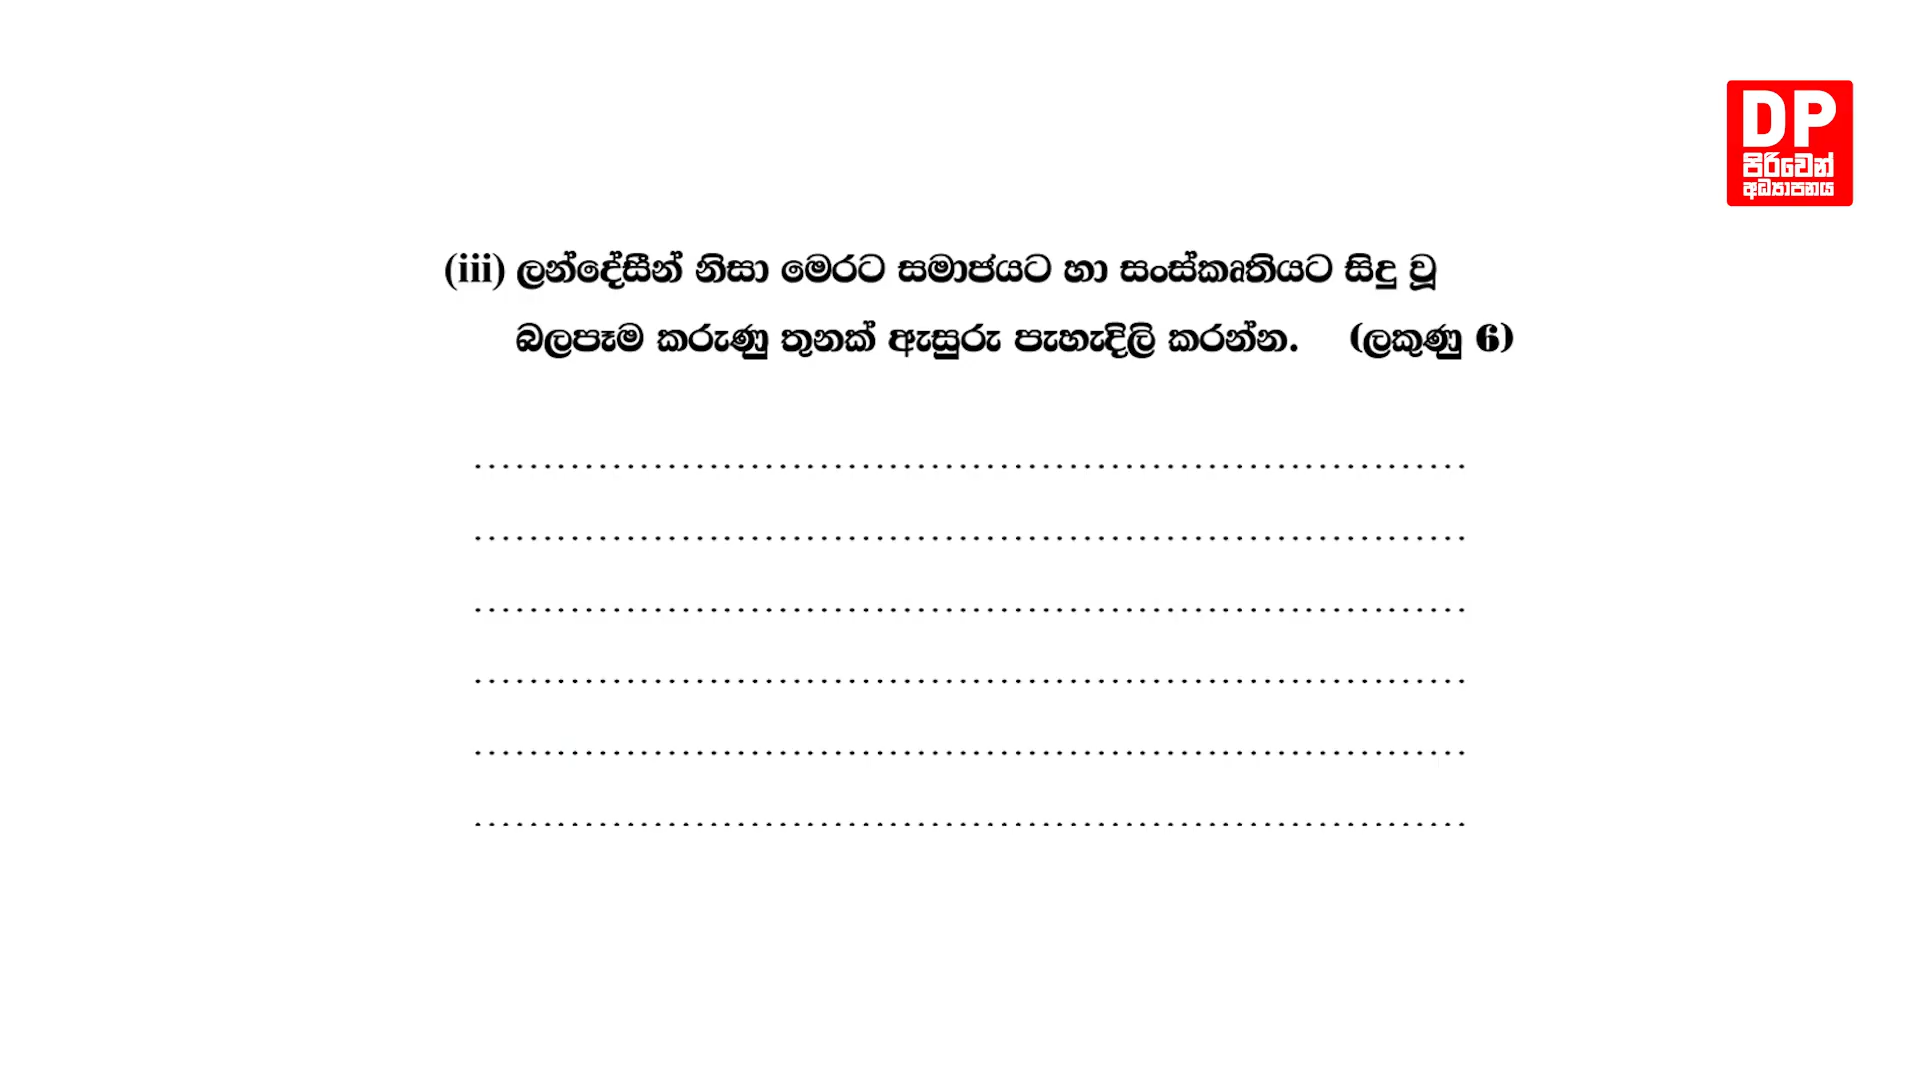 DP
පිරිවෙන්
අධ්‍යාපනය
(iii) ලන්දේසීන් නිසා මෙරට සමාජයට හා සංස්කෘතියට සිදු වූ
බලපෑම කරුණු තුනක් ඇසුරු පැහැදිලි කරන්න. (ලකුණු 6)